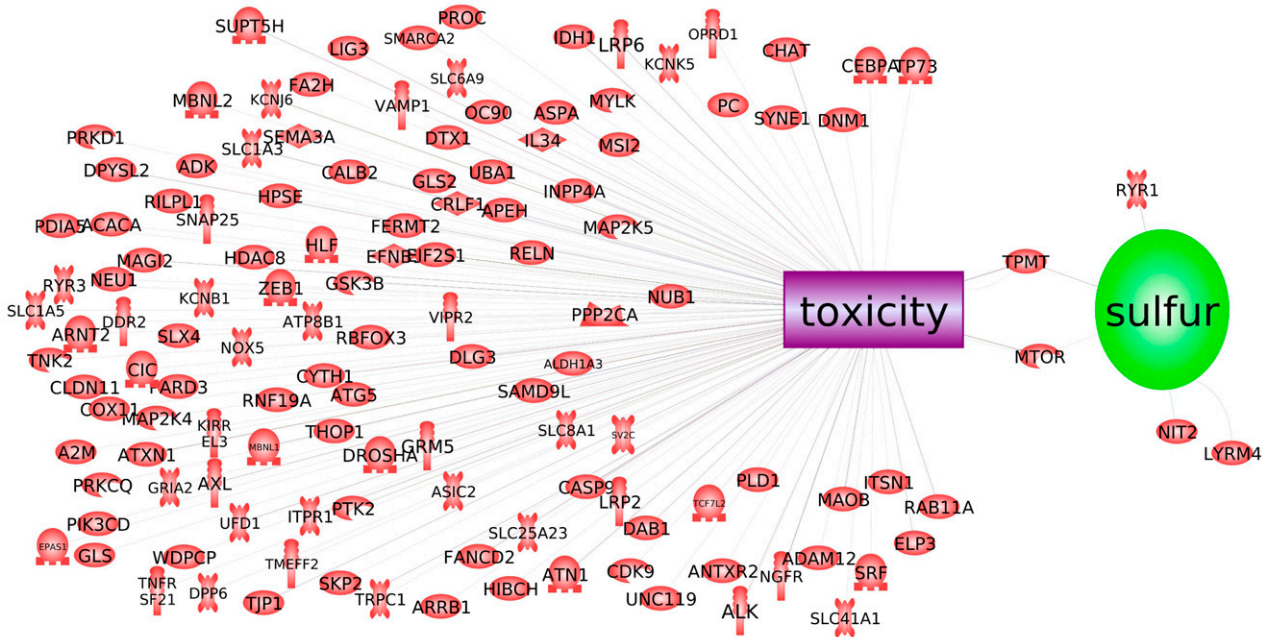 SUPT5H
PROC
SMARCA2
LIG3
IDH1
LRP6
OPRD1
CHAT
KCNK5
CEBPA
TP73
SLC6A9
FA2H
KCNJ6
MBNL2
VAMP1
MYLK
PC
OC90
ASPA
SYNE1
DNM1
PRKD1
SEMA3A
DTX1
IL34
MSI2
SLC1A3
DPYSL2
ADK
CALB2
GLS2
UBA1
RILPL1
HPSE
INPP4A
RYR1
CRLF1
APEH
SNAP25
PDIA5
ACACA
FERMT2
MAP2K5
HLF
MAGI2
HDAC8
EFNB
EIF2S1
RELN
TPMT
NEU1
RYR3
ZEB1
GSK3B
KCNB1
NUB1
SLC1A5
DDR2
ATP8B1
VIPR2
PPP2CA
toxicity
sulfur
ARNT2
SLX4
NOX5
RBFOX3
TNK2
DLG3
ALDH1A3
MTOR
CIC
CYTH1
CLDN11
PARD3
RNF19A
ATG5
SAMD9L
COX11
MAP2K4
KIRR
EL3
THOP1
SLC8A1
SV2C
NIT2
A2M
ATXN1
MBNL1
DROSHA
GRM5
LYRM4
PRKCQ
GRIA2
AXL
ASIC2
CASP9
PLD1
ITSN1
LRP2
TCF7L2
MAOB
RAB11A
PIK3CD
UFD1
ITPR1
PTK2
DAB1
SLC25A23
EPAS1
GLS
WDPCP
TMEFF2
FANCD2
ELP3
ADAM12
TNFR
SF21
DPP6
SKP2
HIBCH
ATN1
CDK9
ANTXR2
NGFR
SRF
TJP1
TRPC1
ARRB1
UNC119
ALK
SLC41A1